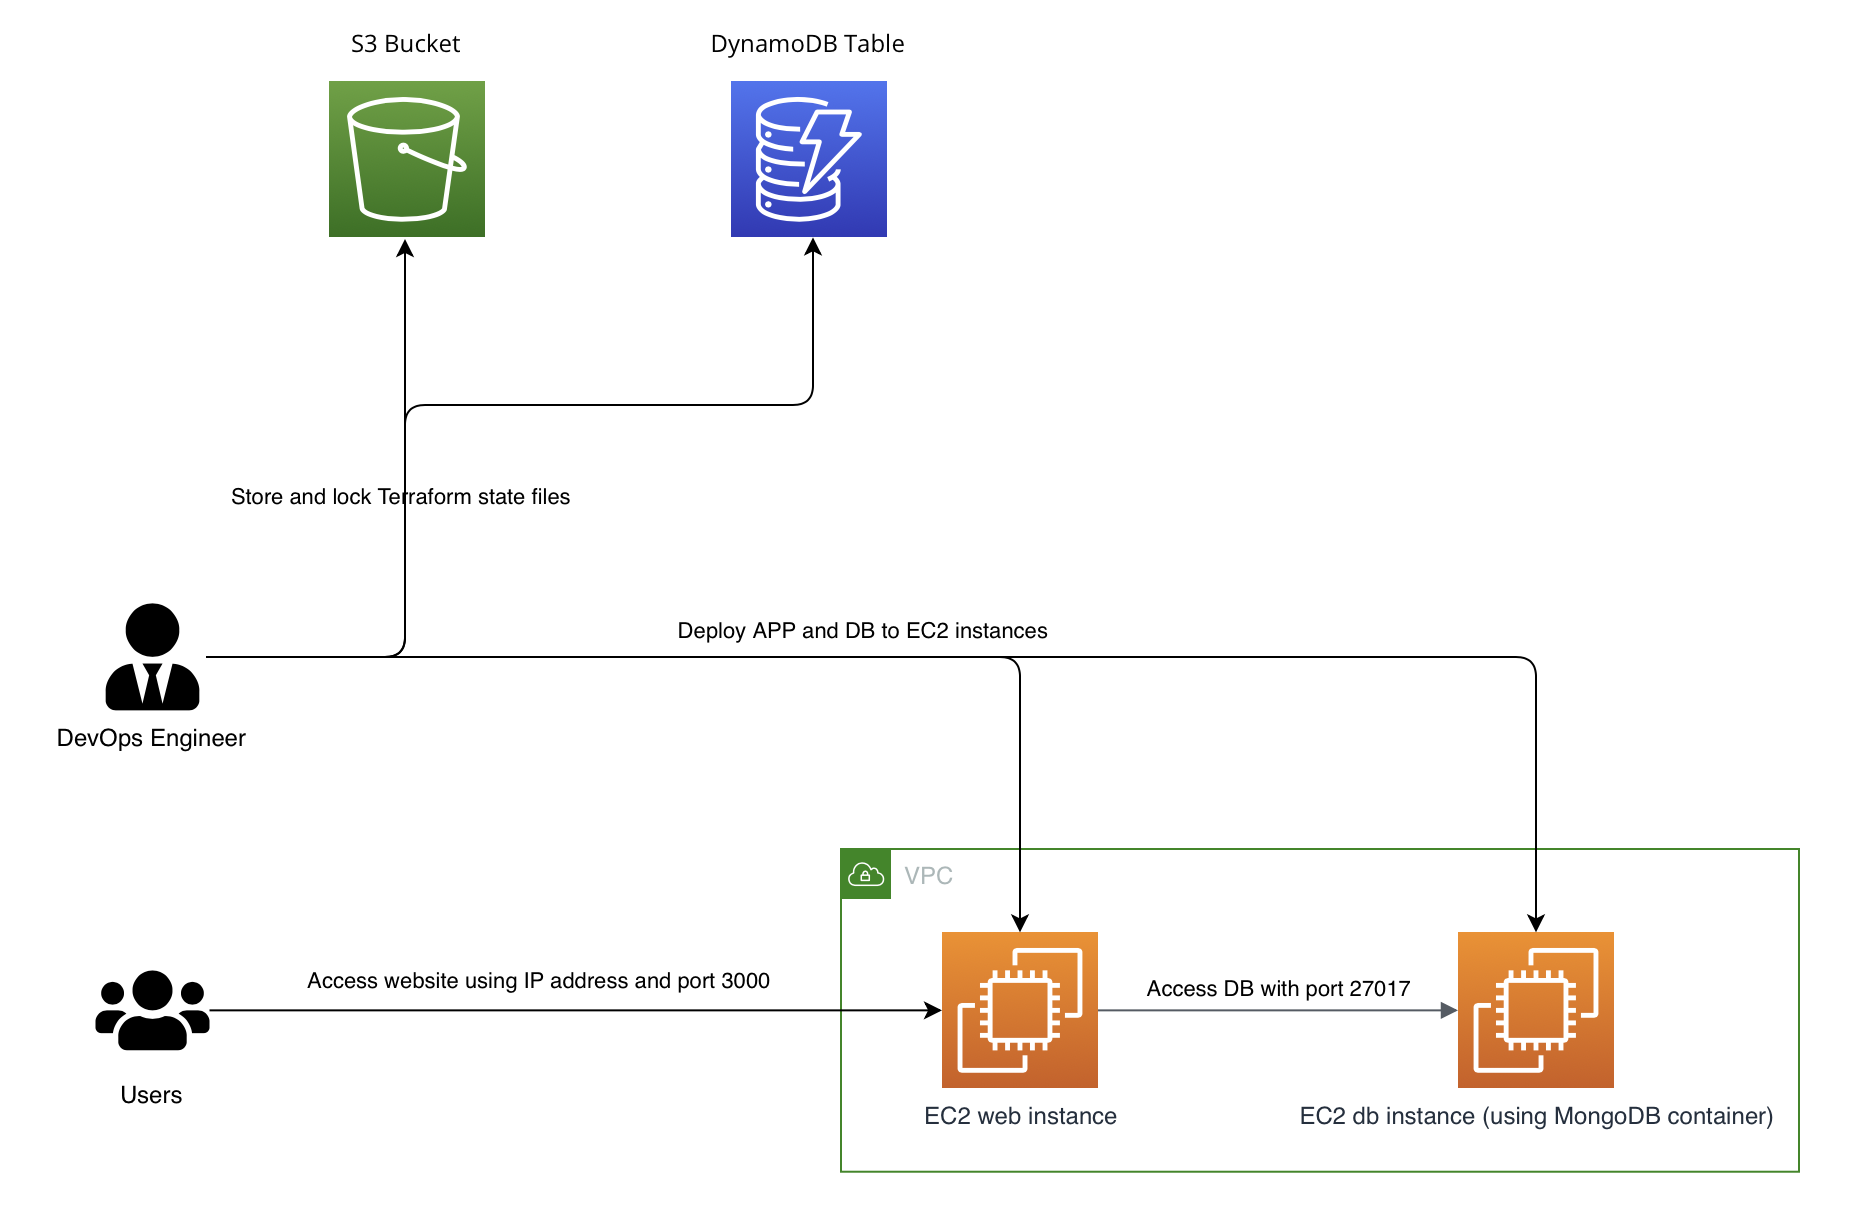 S3 Bucket
DynamoDB Table
Store and lock Terraform state files
Deploy APP and DB to EC2 instances
DevOps Engineer
VPC
Access website using IP address and port 3000
Access DB with port 27017
Users
EC2 web instance
EC2 db instance (using MongoDB container)